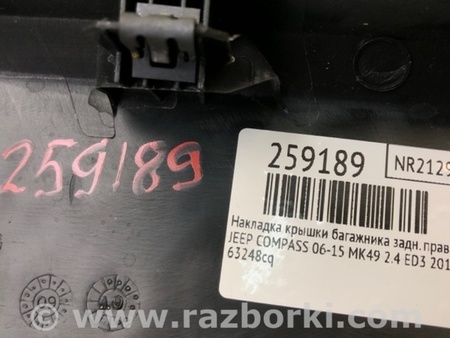 259189
259189
NR2129
Накладка крышки багажника задн. прав
JEEP COMPASS 06-15 MK49 2.4 ED3 201
63248cq
09
www.razborki.com